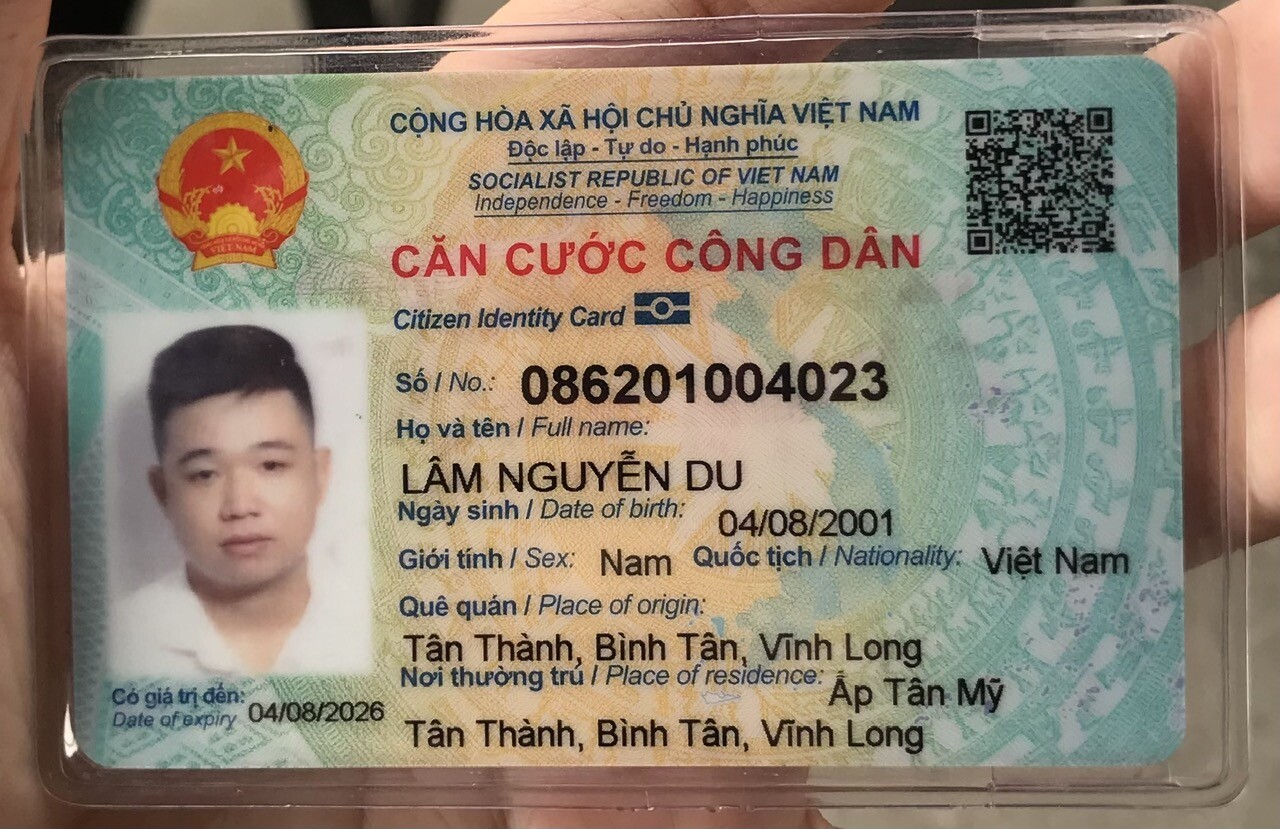 CỘNG HÒA XÃ HỘI CHỦ NGHĨA VIỆT NAM
Độc lập - Tự do - Hạnh phúc
SOCIALIST REPUBLIC OF VIET NAM
Independence - Freedom - Happiness
CĂN CƯỚC CÔNG DÂN
Citizen Identity Card
Số / No.: 086201004023
Họ và tên / Full name:
LÂM NGUYỄN DU
Ngày sinh / Date of birth: 04/08/2001
Giới tính / Sex: Nam Quốc tịch / Nationality: Việt Nam
Quê quán / Place of origin:
Tân Thành, Bình Tân, Vĩnh Long
Nơi thường trú / Place of residence: Ấp Tân Mỹ
Tân Thành, Bình Tân, Vĩnh Long
Có giá trị đến: 04/08/2026
Date of expiry
VIỆT NAM